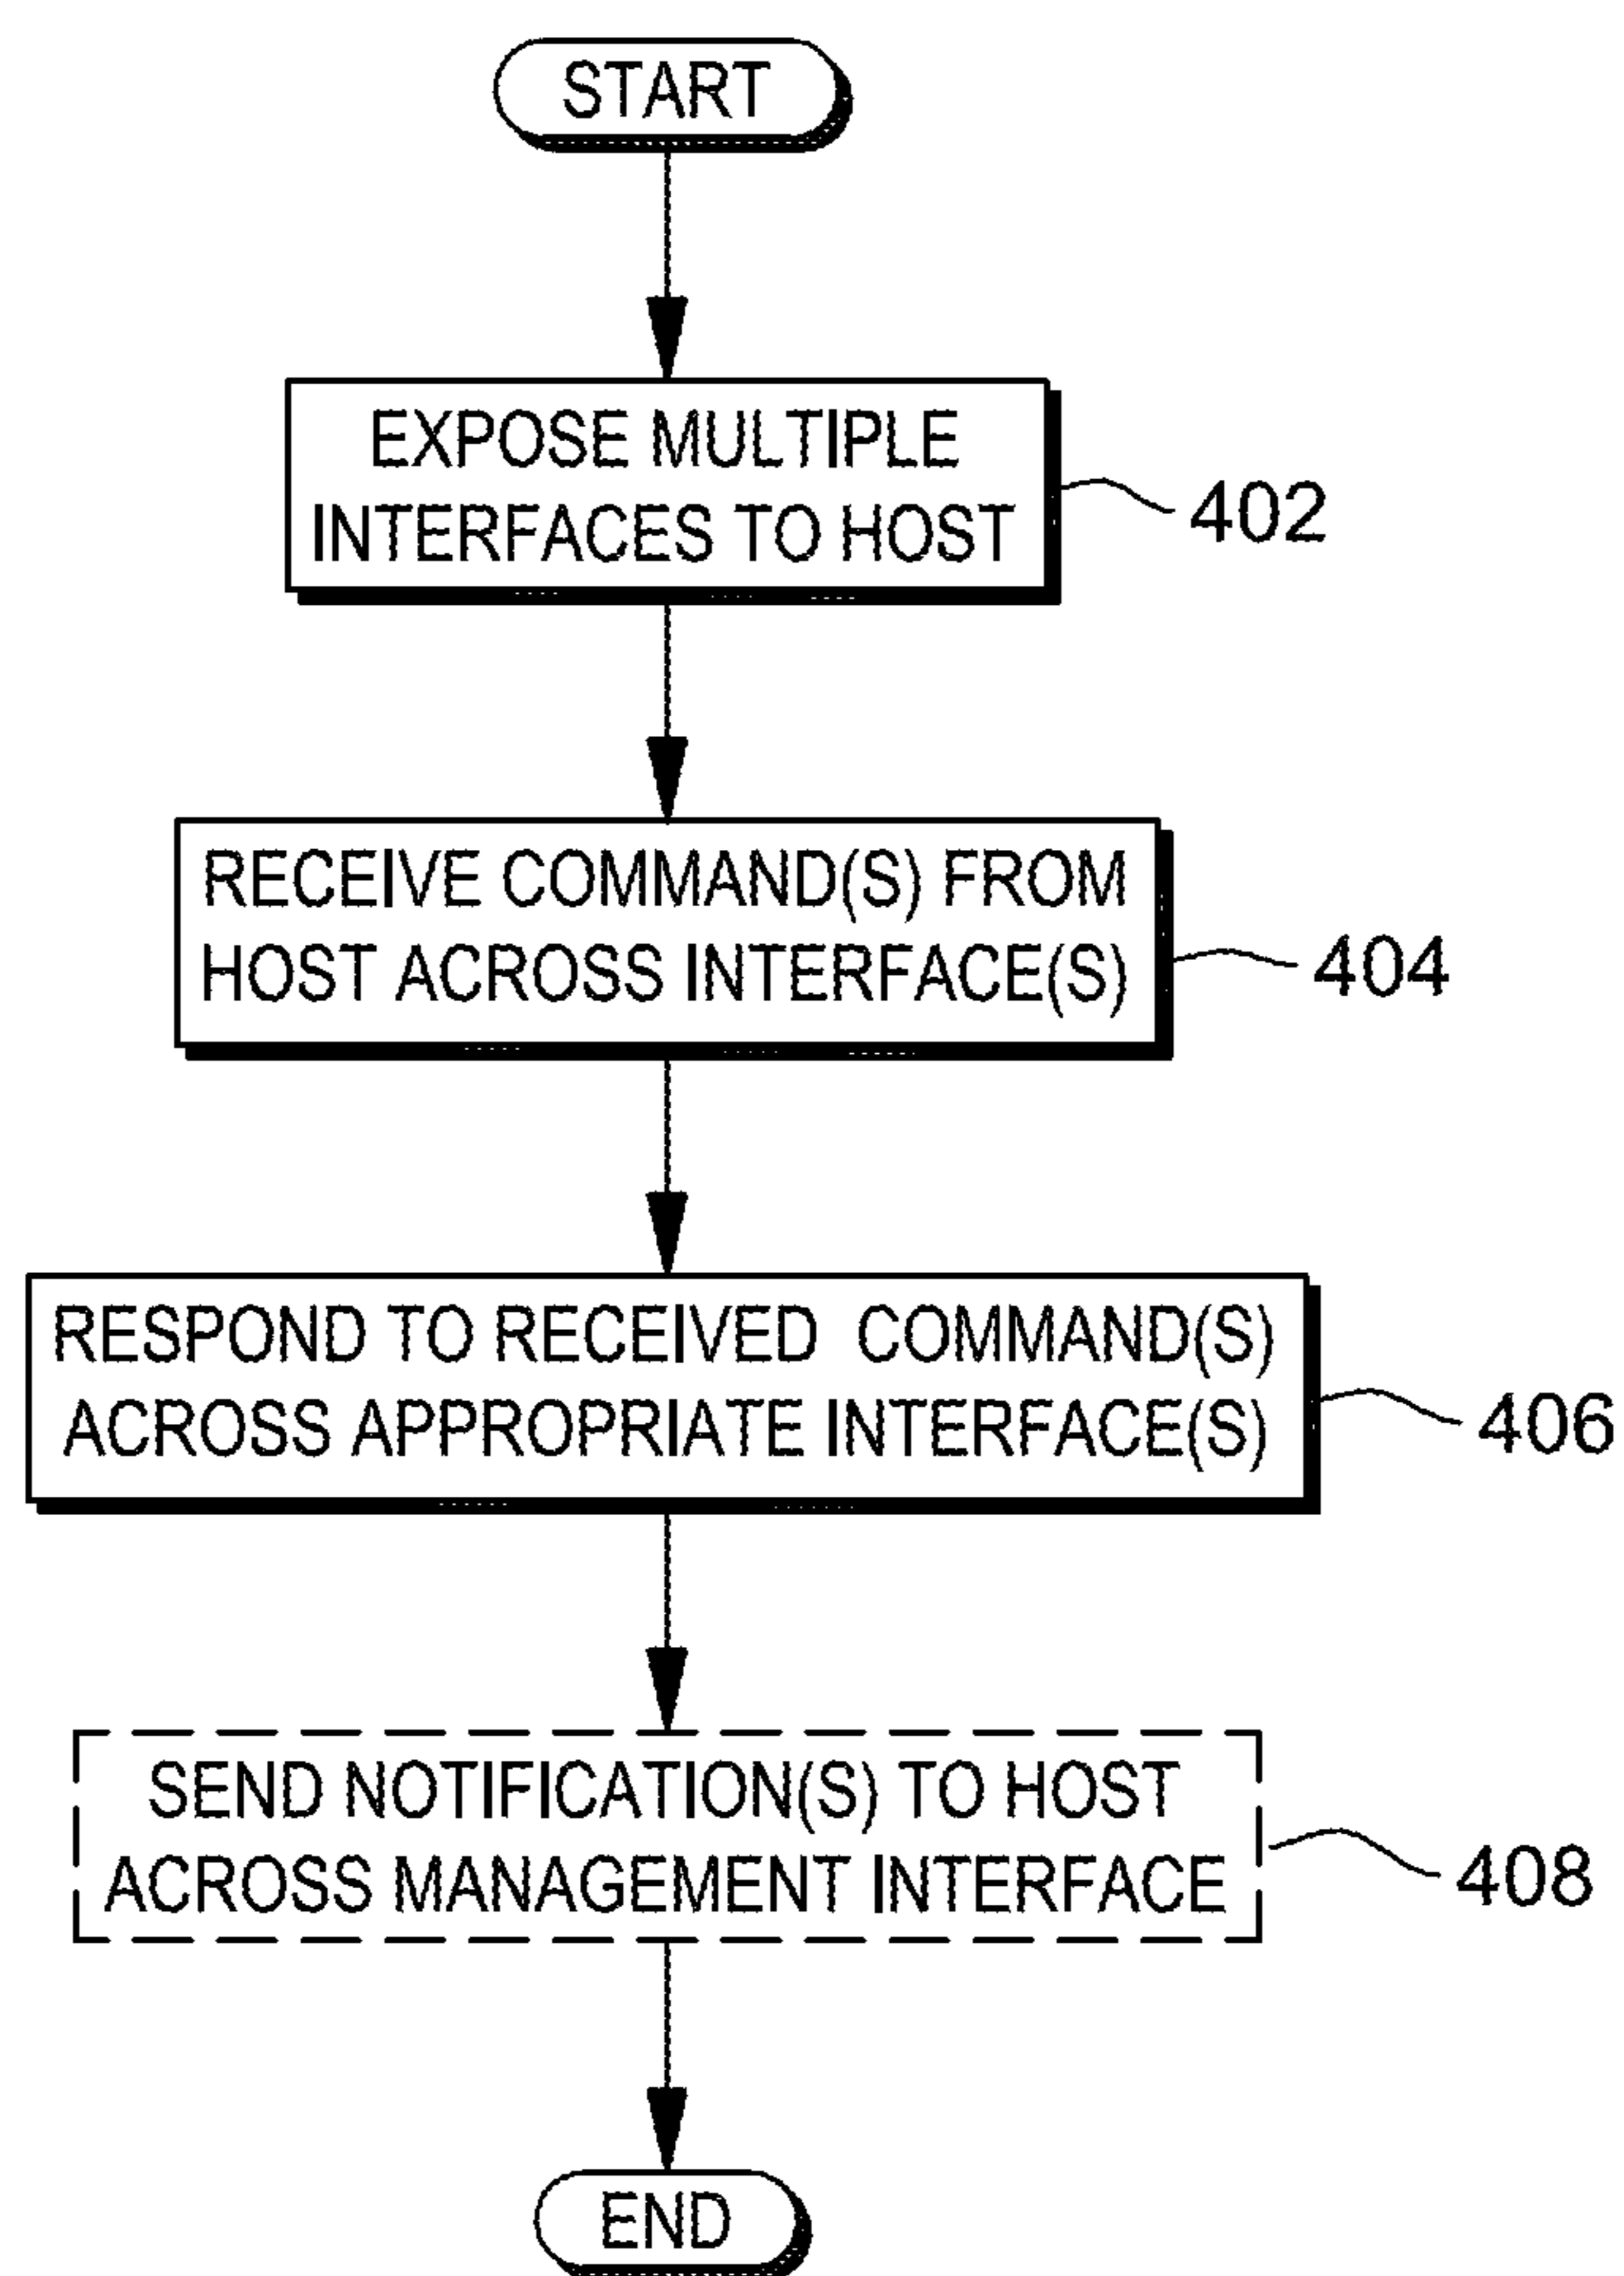 START
EXPOSE MULTIPLE
INTERFACES TO HOST
402
RECEIVE COMMAND(S) FROM
HOST ACROSS INTERFACE(S)
404
RESPOND TO RECEIVED COMMAND(S)
ACROSS APPROPRIATE INTERFACE(S)
406
SEND NOTIFICATION(S) TO HOST
ACROSS MANAGEMENT INTERFACE
408
END